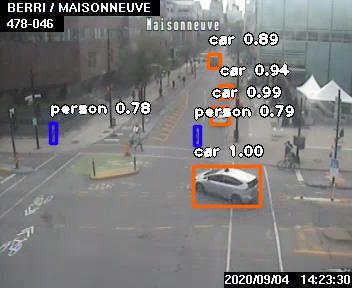 BERRI / MAISONNEUVE
478-046
Maisonneuve
car 0.89
car 0.94
car 0.99
person 0.78
person 0.79
car 1.00
2020/09/04 14:23:30